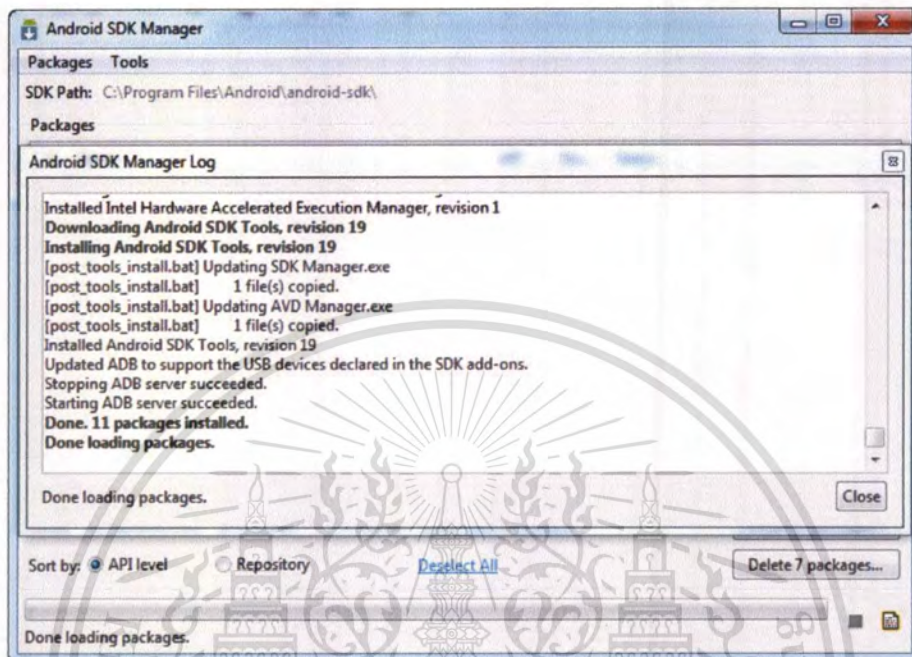 Android SDK Manager
Packages Tools
SDK Path: C:\Program Files\Android\android-sdk\
Packages
Android SDK Manager Log
Installed Intel Hardware Accelerated Execution Manager, revision 1
Downloading Android SDK Tools, revision 19
Installing Android SDK Tools, revision 19
[post_tools_install.bat] Updating SDK Manager.exe
[post_tools_install.bat] 1 file(s) copied.
[post_tools_install.bat] Updating AVD Manager.exe
[post_tools_install.bat] 1 file(s) copied.
Installed Android SDK Tools, revision 19
Updated ADB to support the USB devices declared in the SDK add-ons.
Stopping ADB server succeeded.
Starting ADB server succeeded.
Done. 11 packages installed.
Done loading packages.
Done loading packages.
Close
Sort by: API level Repository Deselect All Delete 7 packages...
Done loading packages.